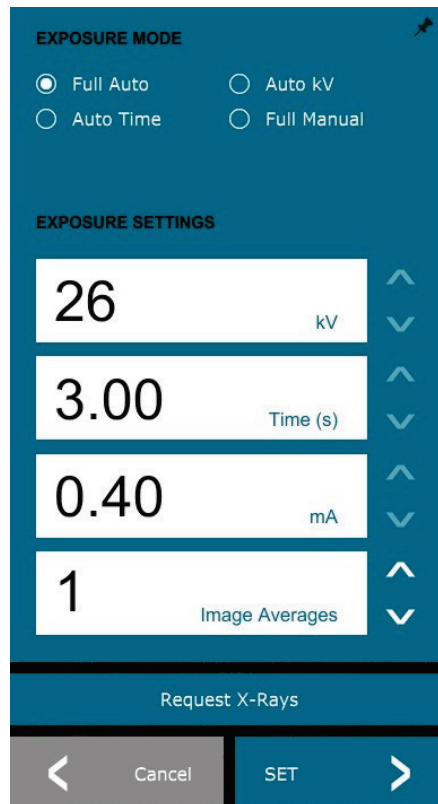 EXPOSURE MODE
Full Auto
Auto kV
Auto Time
Full Manual
EXPOSURE SETTINGS
26
kV
3.00
Time (s)
0.40
mA
1
Image Averages
Request X-Rays
Cancel
SET